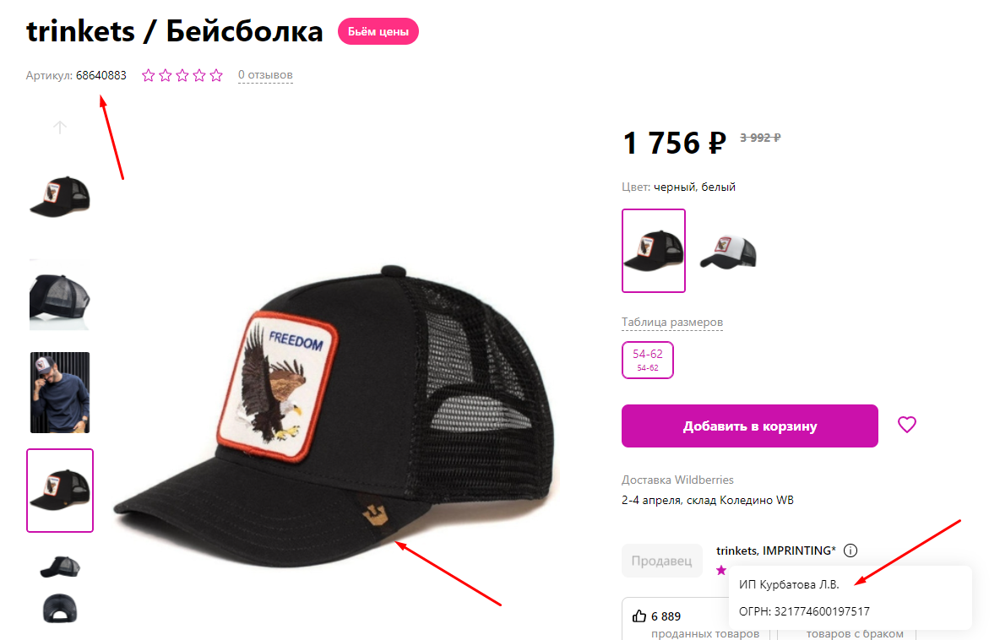 trinkets / Бейсболка
Бьём цены
Артикул: 68640883
0 отзывов
FREEDOM
1 756 ₽
3 992 ₽
Цвет: черный, белый
Таблица размеров
54-62
54-62
Добавить в корзину
Доставка Wildberries
2-4 апреля, склад Коледино WB
Продавец
trinkets, IMPRINTING*
ИП Курбатова Л.В.
ОГРН: 321774600197517
6 889
проданных товаров
товаров с браком